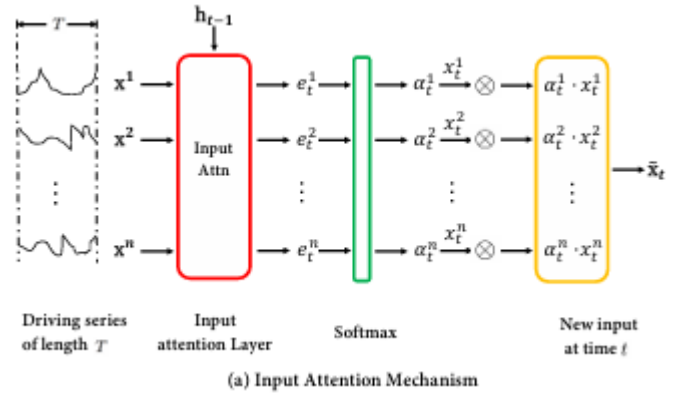 h_{t−1}
T
x^1 e_t^1 α_t^1 x_t^1 ⊗ α_t^1 · x_t^1
x^2 e_t^2 α_t^2 x_t^2 ⊗ α_t^2 · x_t^2
Input
Attn
x̃_t
⋮ ⋮ ⋮ ⋮
x^n e_t^n α_t^n x_t^n ⊗ α_t^n · x_t^n
Driving series
of length T
Input
attention Layer
Softmax
New input
at time t
(a) Input Attention Mechanism